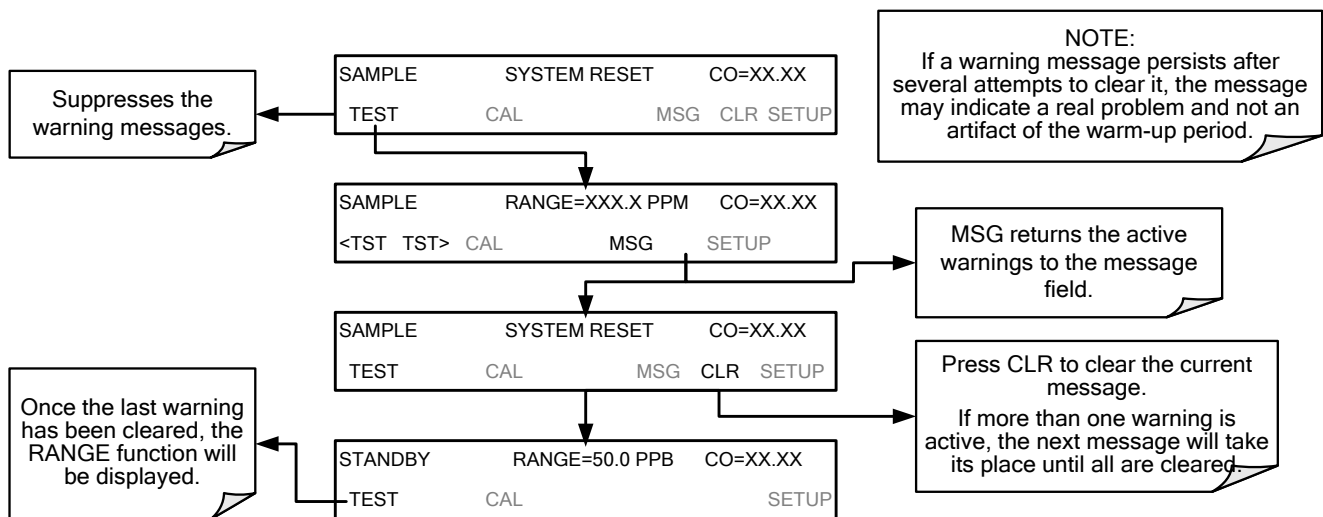 NOTE:
If a warning message persists after
several attempts to clear it, the message
may indicate a real problem and not an
artifact of the warm-up period.
Suppresses the
warning messages.
SAMPLE SYSTEM RESET CO=XX.XX
TEST CAL MSG CLR SETUP
SAMPLE RANGE=XXX.X PPM CO=XX.XX
<TST TST> CAL MSG SETUP
MSG returns the active
warnings to the message
field.
SAMPLE SYSTEM RESET CO=XX.XX
TEST CAL MSG CLR SETUP
Press CLR to clear the current
message.
If more than one warning is
active, the next message will take
its place until all are cleared.
Once the last warning
has been cleared, the
RANGE function will
be displayed.
STANDBY RANGE=50.0 PPB CO=XX.XX
TEST CAL SETUP